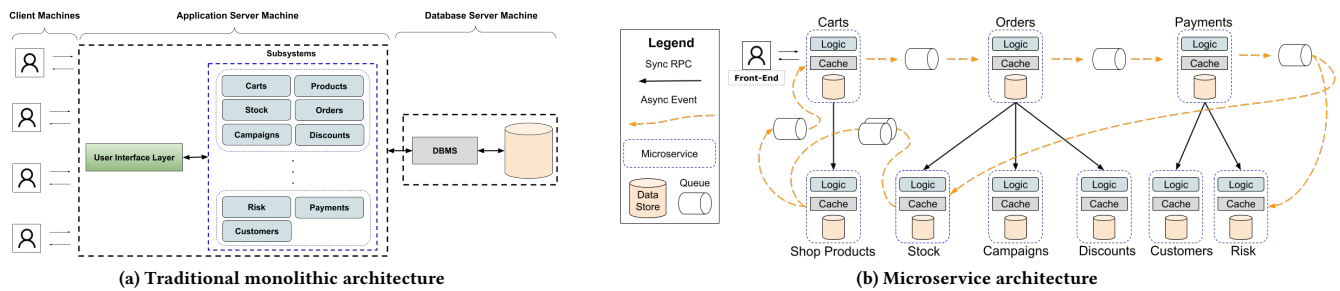 Client Machines
Application Server Machine
Database Server Machine
Subsystems
Carts
Products
Stock
Orders
Campaigns
Discounts
User Interface Layer
DBMS
Risk
Payments
Customers
(a) Traditional monolithic architecture
Legend
Sync RPC
Async Event
Microservice
Data
Store
Queue
Carts
Orders
Payments
Logic
Logic
Logic
Cache
Cache
Cache
Front-End
Logic
Logic
Logic
Logic
Logic
Logic
Cache
Cache
Cache
Cache
Cache
Cache
Shop Products
Stock
Campaigns
Discounts
Customers
Risk
(b) Microservice architecture